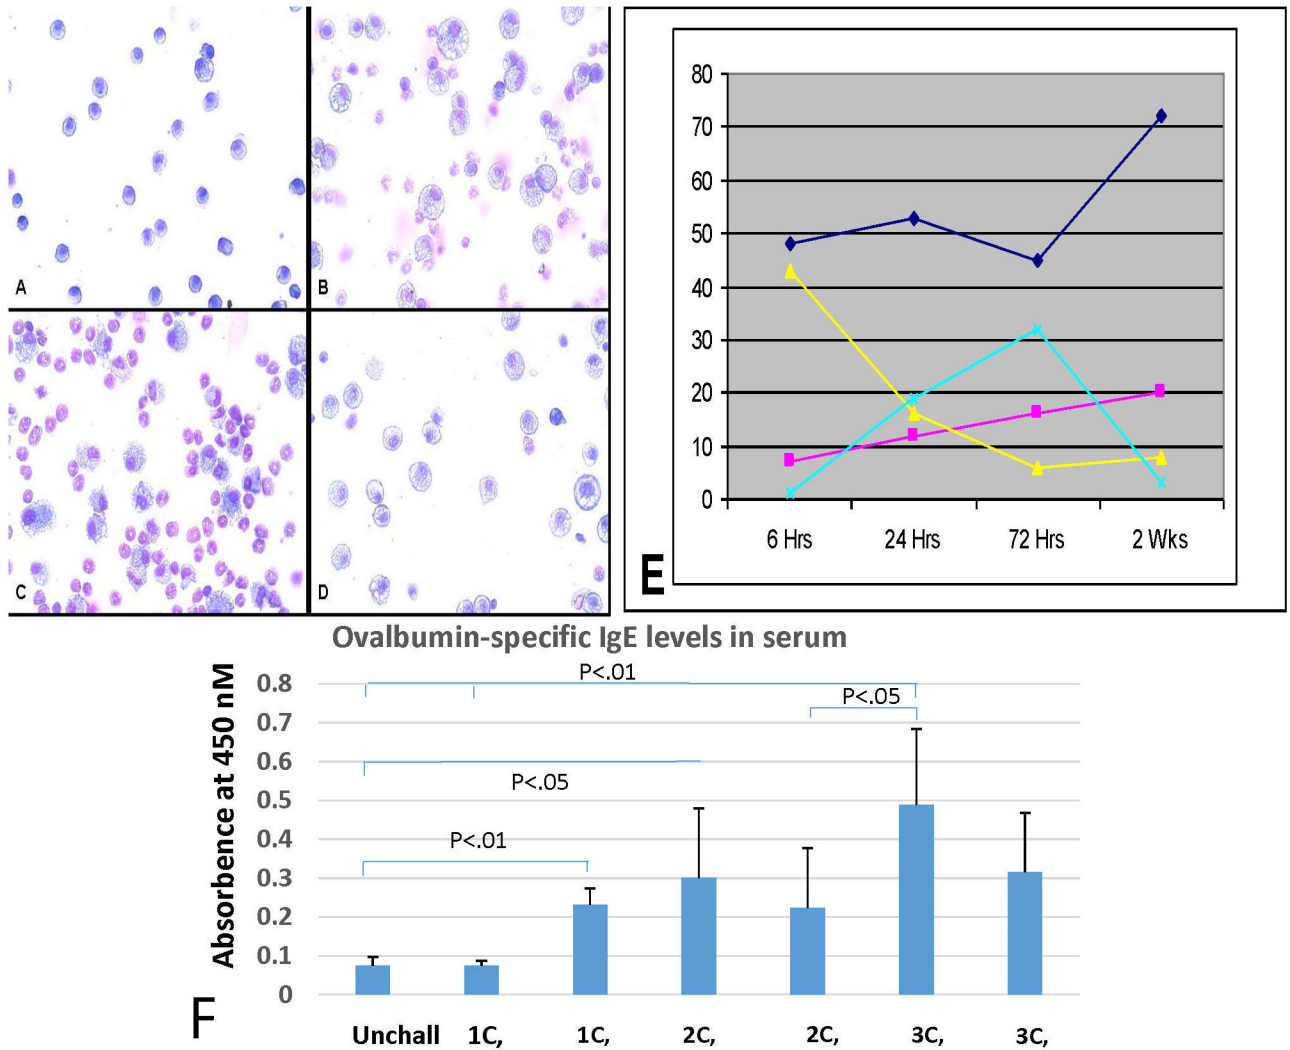 A
B
C
D
80
70
60
50
40
30
20
10
0
6 Hrs 24 Hrs 72 Hrs 2 Wks
E
Ovalbumin-specific IgE levels in serum
Absorbence at 450 nM
0.8
0.7
0.6
0.5
0.4
0.3
0.2
0.1
0
P<.01
P<.05
P<.05
P<.01
Unchall 1C, 1C, 2C, 2C, 3C, 3C,
F